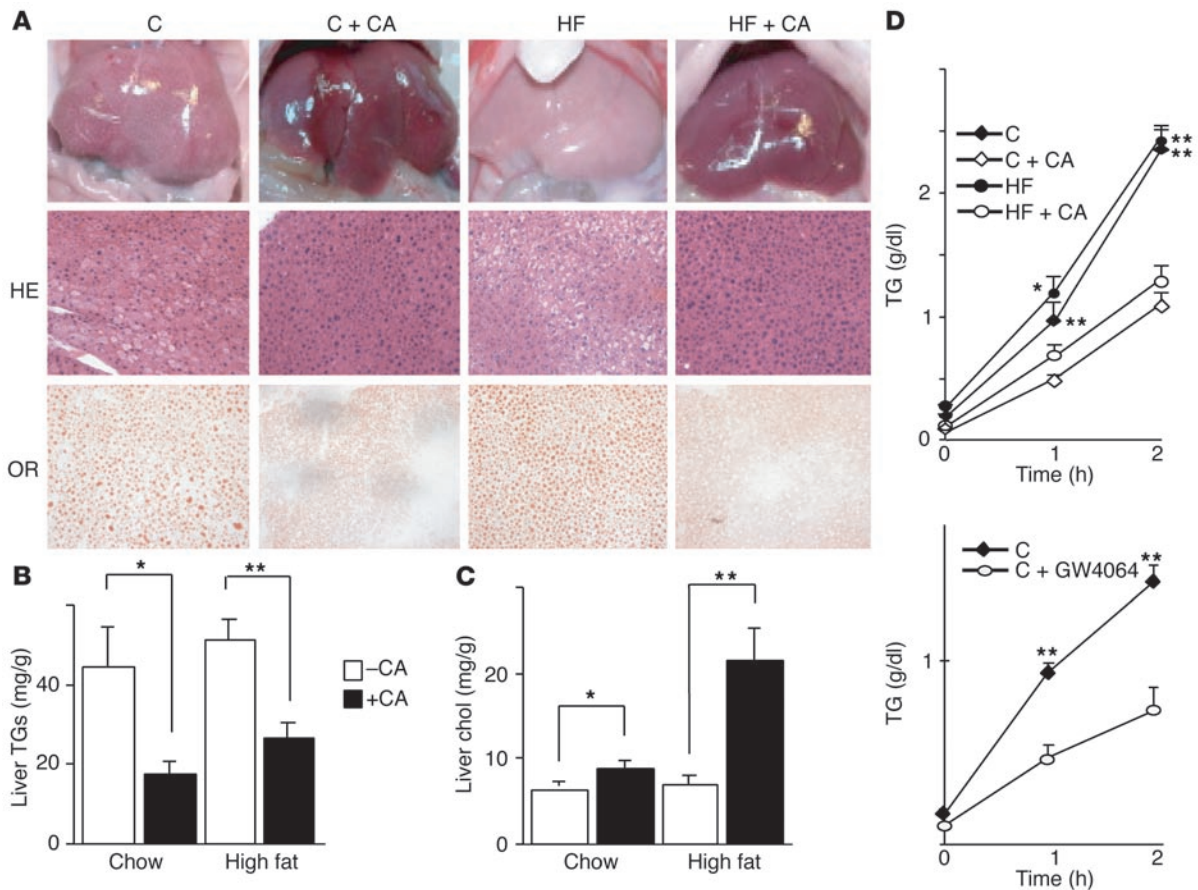 A
C
C + CA
HF
HF + CA
HE
OR
B
Liver TGs (mg/g)
40
20
0
*
**
Chow
High fat
–CA
+CA
C
Liver chol (mg/g)
20
10
0
*
**
Chow
High fat
D
TG (g/dl)
2
1
0
C
C + CA
HF
HF + CA
**
**
*
**
0
1
2
Time (h)
TG (g/dl)
1
C
C + GW4064
**
**
0
1
2
Time (h)